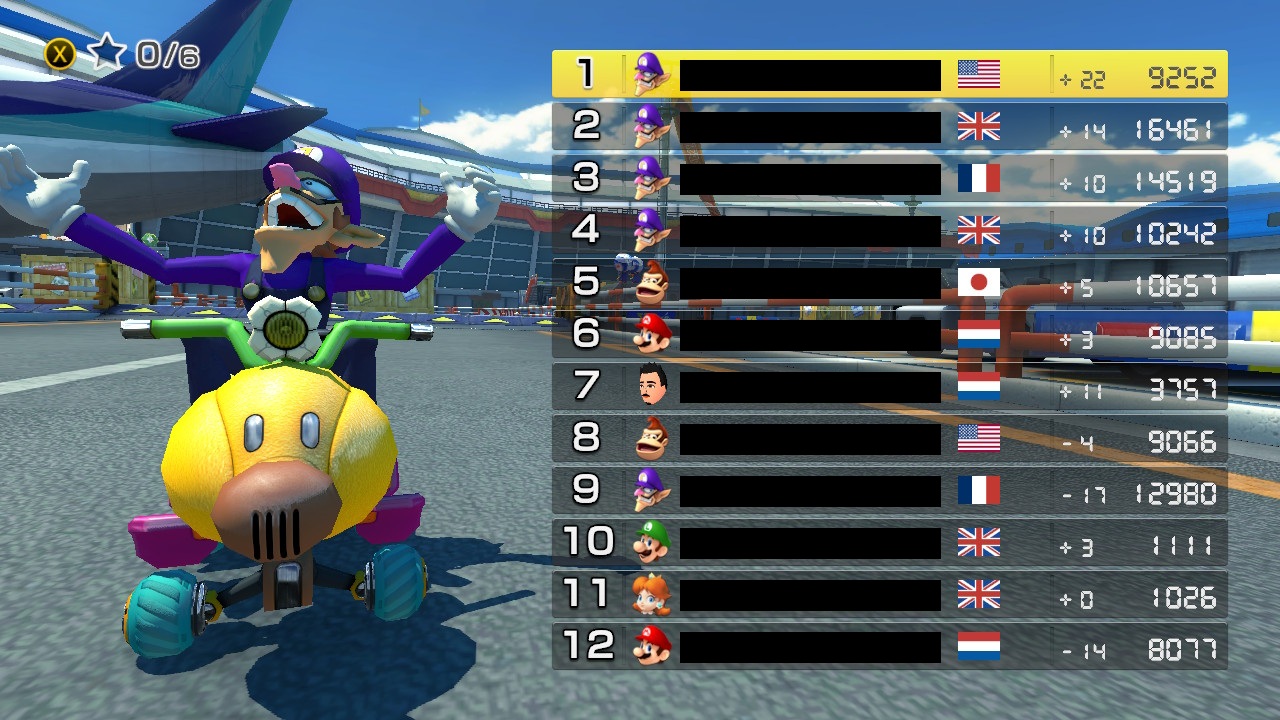 X 0/6
1 + 22 9252
2 + 14 16461
3 + 10 14519
4 + 10 10242
5 + 5 10657
6 + 3 9085
7 + 11 3757
8 - 4 9066
9 - 17 12980
10 + 3 1111
11 + 0 1026
12 - 14 8077